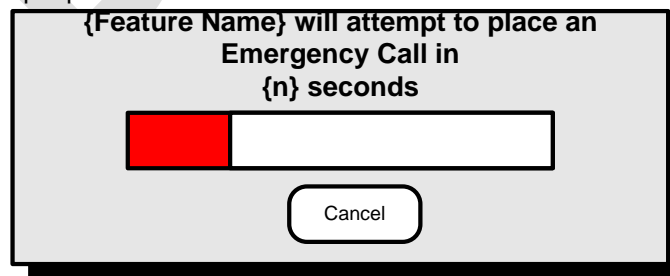 {Feature Name} will attempt to place an
Emergency Call in
{n} seconds
Cancel